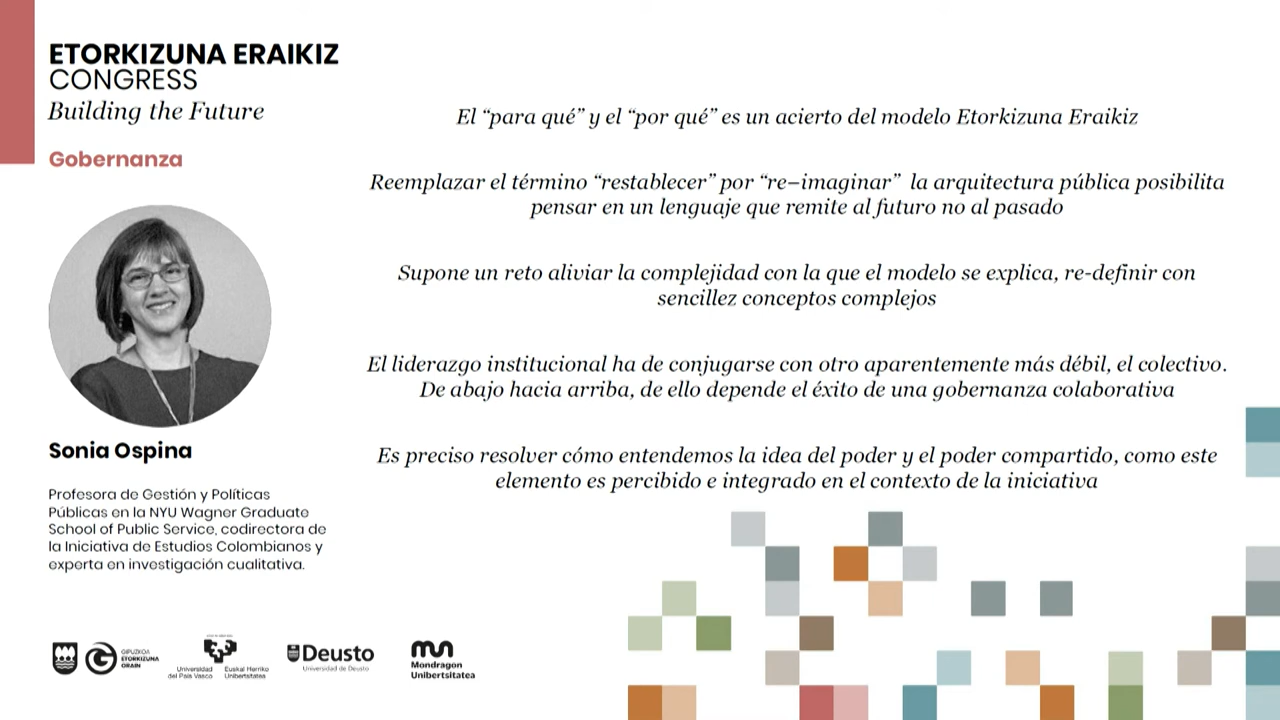 ETORKIZUNA ERAIKIZ
CONGRESS
Building the Future
Gobernanza
Sonia Ospina
Profesora de Gestión y Políticas
Públicas en la NYU Wagner Graduate
School of Public Service, codirectora de
la Iniciativa de Estudios Colombianos y
experta en investigación cualitativa.
El “para qué” y el “por qué” es un acierto del modelo Etorkizuna Eraikiz
Reemplazar el término “restablecer” por “re–imaginar” la arquitectura pública posibilita
pensar en un lenguaje que remite al futuro no al pasado
Supone un reto aliviar la complejidad con la que el modelo se explica, re-definir con
sencillez conceptos complejos
El liderazgo institucional ha de conjugarse con otro aparentemente más débil, el colectivo.
De abajo hacia arriba, de ello depende el éxito de una gobernanza colaborativa
Es preciso resolver cómo entendemos la idea del poder y el poder compartido, como este
elemento es percibido e integrado en el contexto de la iniciativa
GIPUZKOA
ETORKIZUNA
ORAIN
Universidad
del País Vasco
Euskal Herriko
Unibertsitatea
Deusto
Universidad de Deusto
Mondragon
Unibertsitatea